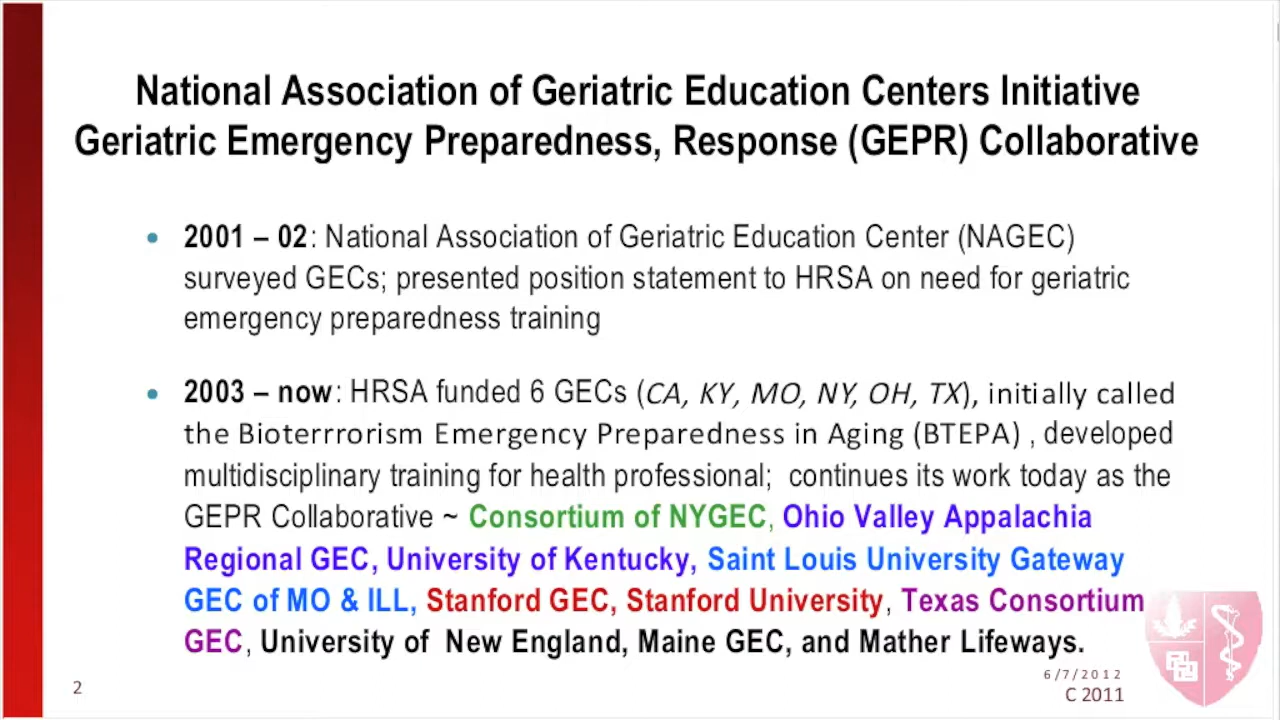 National Association of Geriatric Education Centers Initiative
Geriatric Emergency Preparedness, Response (GEPR) Collaborative
• 2001 – 02: National Association of Geriatric Education Center (NAGEC)
surveyed GECs; presented position statement to HRSA on need for geriatric
emergency preparedness training
• 2003 – now: HRSA funded 6 GECs (CA, KY, MO, NY, OH, TX), initially called
the Bioterrrorism Emergency Preparedness in Aging (BTEPA) , developed
multidisciplinary training for health professional;  continues its work today as the
GEPR Collaborative ~ Consortium of NYGEC, Ohio Valley Appalachia
Regional GEC, University of Kentucky, Saint Louis University Gateway
GEC of MO & ILL, Stanford GEC, Stanford University, Texas Consortium
GEC, University of  New England, Maine GEC, and Mather Lifeways.
6/7/2012
2
C 2011